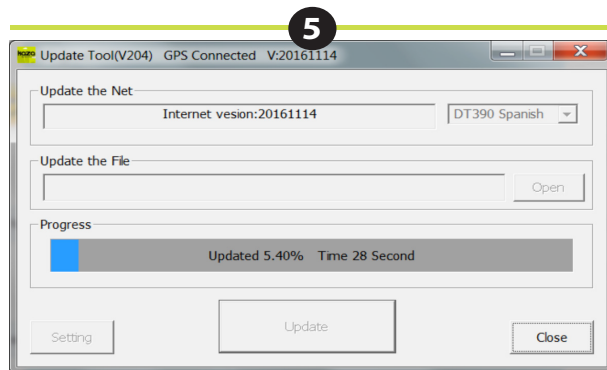 5
Kozo Update Tool(V204) GPS Connected V:20161114
Update the Net
Internet vesion:20161114 DT390 Spanish
Update the File
Open
Progress
Updated 5.40% Time 28 Second
Setting Update Close